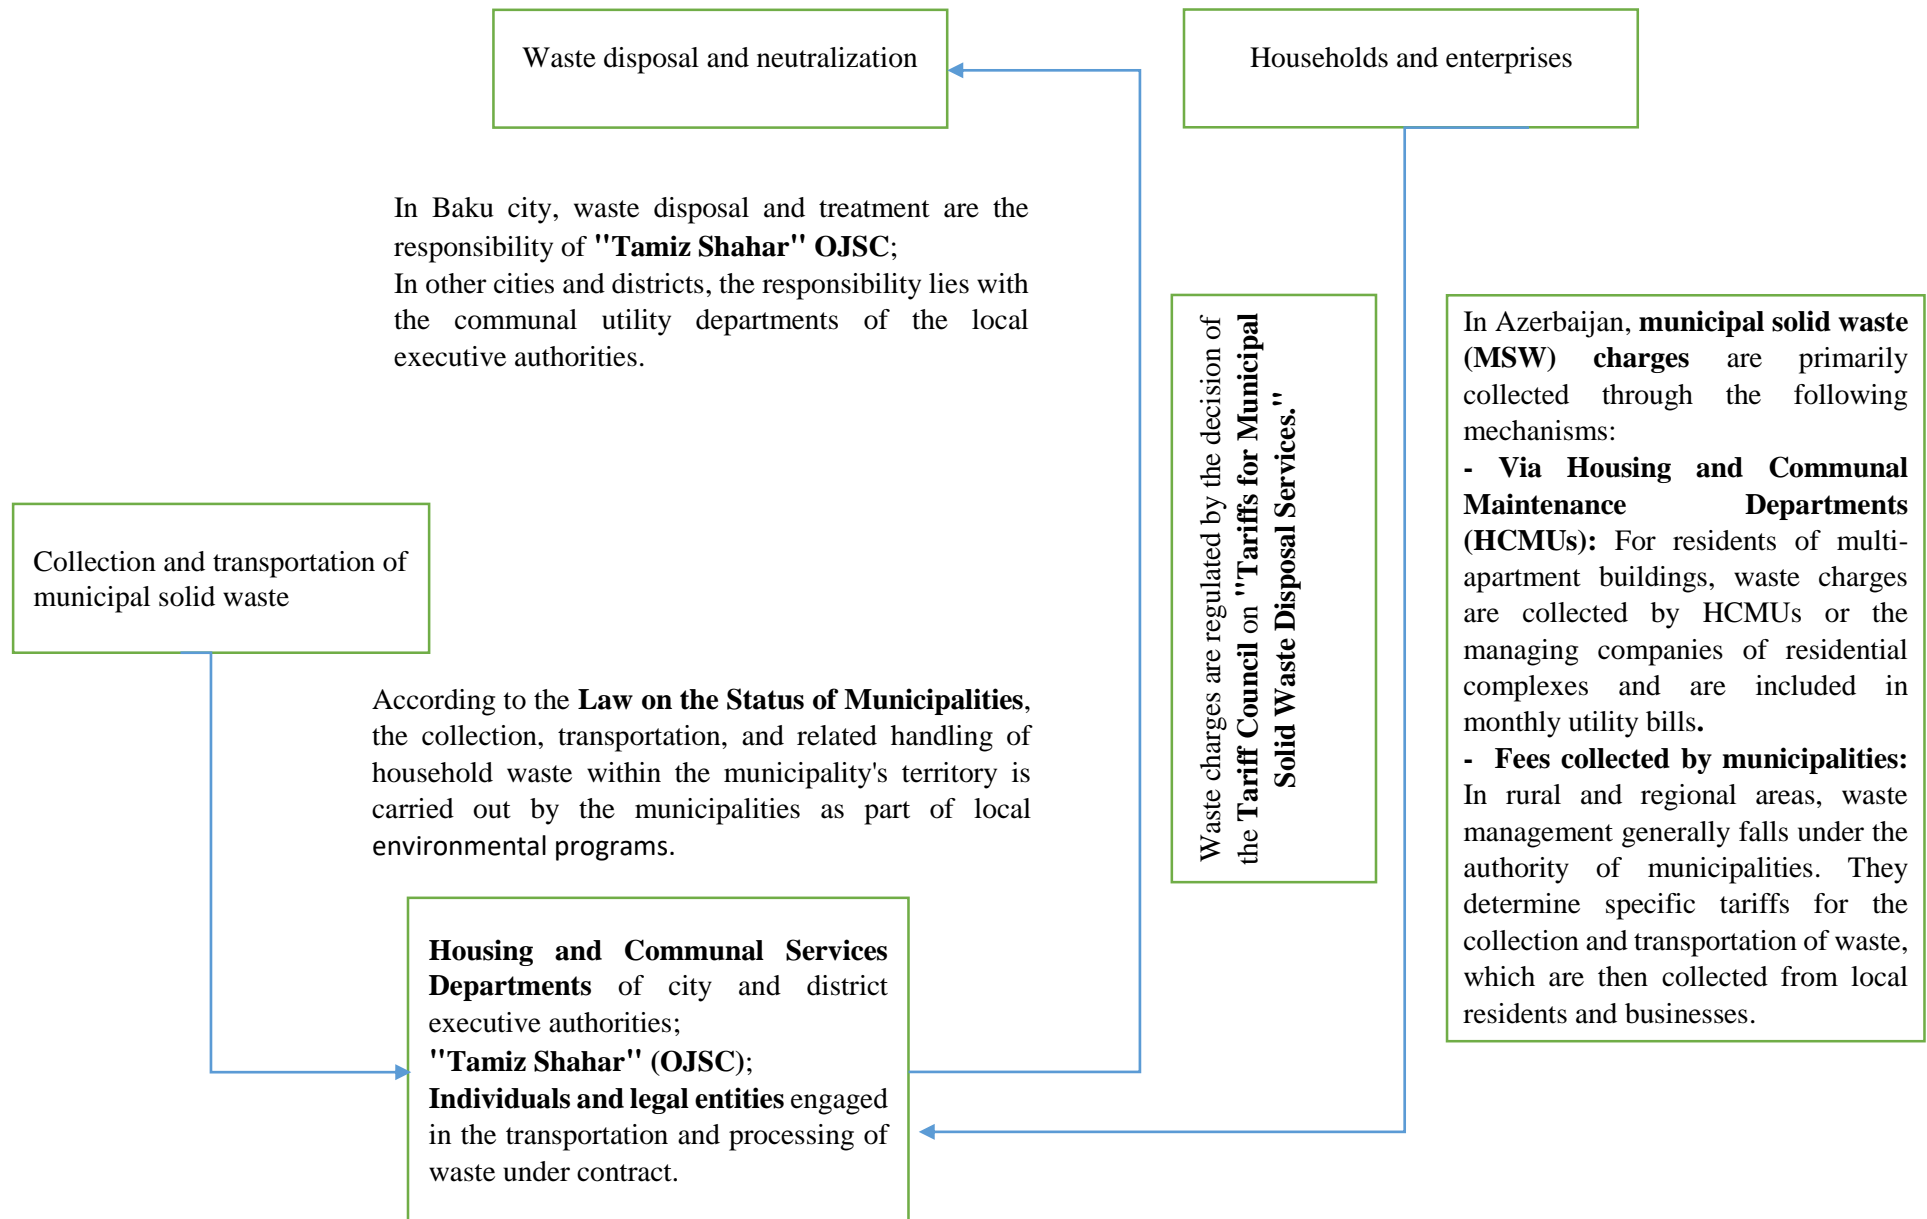 Waste disposal and neutralization
Households and enterprises
In Baku city, waste disposal and treatment are the
responsibility of "Tamiz Shahar" OJSC;
In other cities and districts, the responsibility lies with
the communal utility departments of the local
executive authorities.
Waste charges are regulated by the decision of
the Tariff Council on "Tariffs for Municipal
Solid Waste Disposal Services."
In Azerbaijan, municipal solid waste
(MSW) charges are primarily
collected through the following
mechanisms:
- Via Housing and Communal
Maintenance Departments
(HCMUs): For residents of multi-
apartment buildings, waste charges
are collected by HCMUs or the
managing companies of residential
complexes and are included in
monthly utility bills.
- Fees collected by municipalities:
In rural and regional areas, waste
management generally falls under the
authority of municipalities. They
determine specific tariffs for the
collection and transportation of waste,
which are then collected from local
residents and businesses.
Collection and transportation of
municipal solid waste
According to the Law on the Status of Municipalities,
the collection, transportation, and related handling of
household waste within the municipality's territory is
carried out by the municipalities as part of local
environmental programs.
Housing and Communal Services
Departments of city and district
executive authorities;
"Tamiz Shahar" (OJSC);
Individuals and legal entities engaged
in the transportation and processing of
waste under contract.